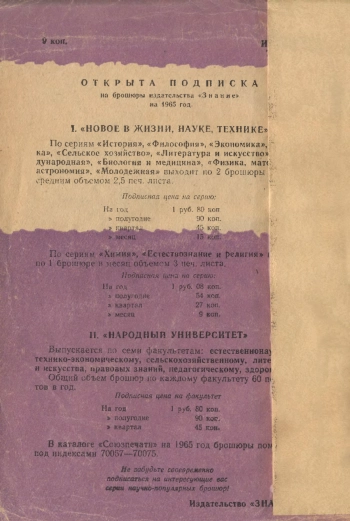 9 коп.
ОТКРЫТА ПОДПИСКА
на брошюры издательства «Знание»
на 1965 год.
I. «НОВОЕ В ЖИЗНИ, НАУКЕ, ТЕХНИКЕ»
По сериям «История», «Философия», «Экономика»,
ка», «Сельское хозяйство», «Литература и искусство»
дународная», «Биология и медицина», «Физика, мате
астрономия», «Молодежная» выходит по 2 брошюры
средним объемом 2,5 печ. листа.
Подписная цена на серию:
На год 1 руб. 80 коп
» полугодие 90 коп.
» квартал 45 коп.
» месяц 15 коп.
По сериям «Химия», «Естествознание и религия»
по 1 брошюре в месяц объемом 3 печ. листа.
Подписная цена на серию:
На год 1 руб. 08 коп.
» полугодие 54 коп.
» квартал 27 коп.
» месяц 9 коп.
II. «НАРОДНЫЙ УНИВЕРСИТЕТ»
Выпускается по семи факультетам: естественнонау
технико-экономическому, сельскохозяйственному, лите
и искусства, правовых знаний, педагогическому, здоро
Общий объем брошюр по каждому факультету 60 п
тов в год.
Подписная цена на факультет
На год 1 руб. 80 коп.
» полугодие 90 коп.
» квартал 45 коп.
В каталоге «Союзпечати» на 1965 год брошюры пом
под индексами 70057—70075.
Не забудьте своевременно
подписаться на интересующие вас
серии научно-популярных брошюр!
Издательство «ЗНА